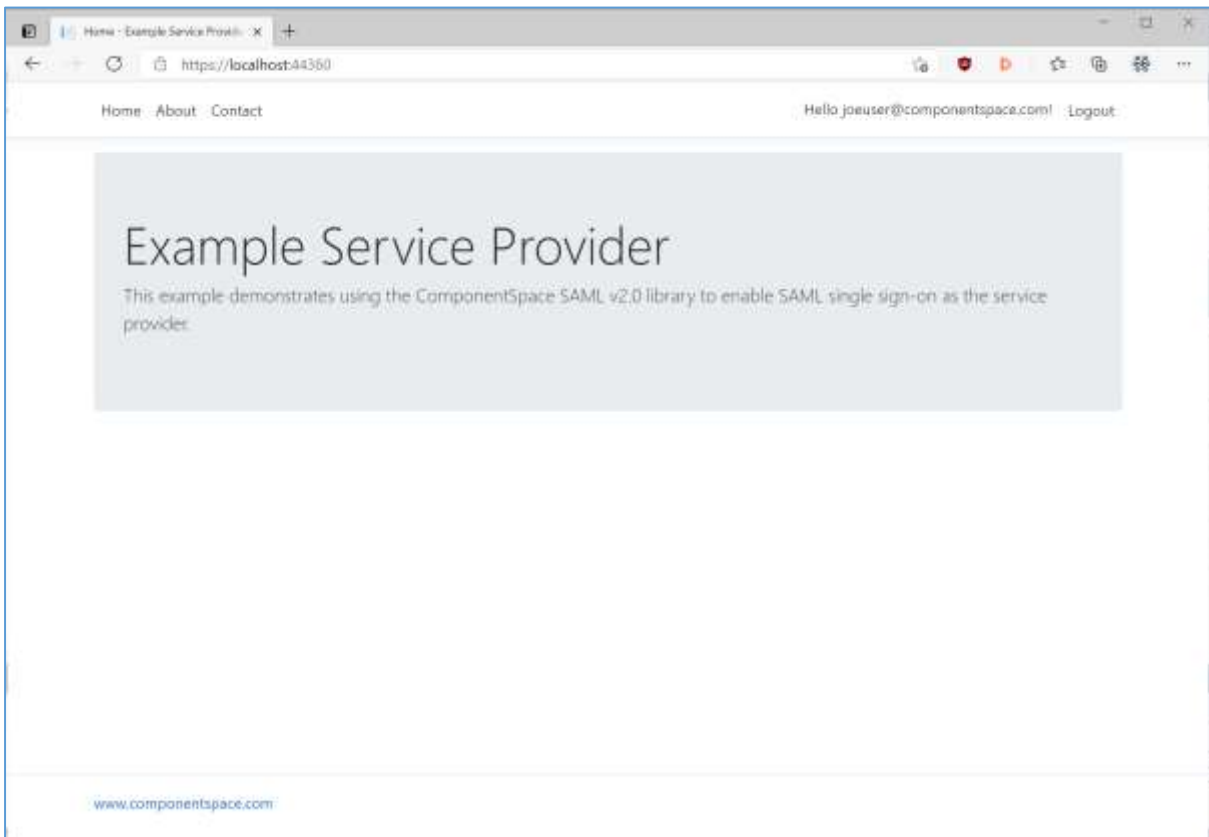 Home - Example Service Provid
https://localhost:44360
Home About Contact
Hello joeuser@componentspace.com! Logout
Example Service Provider
This example demonstrates using the ComponentSpace SAML v2.0 library to enable SAML single sign-on as the service
provider.
www.componentspace.com